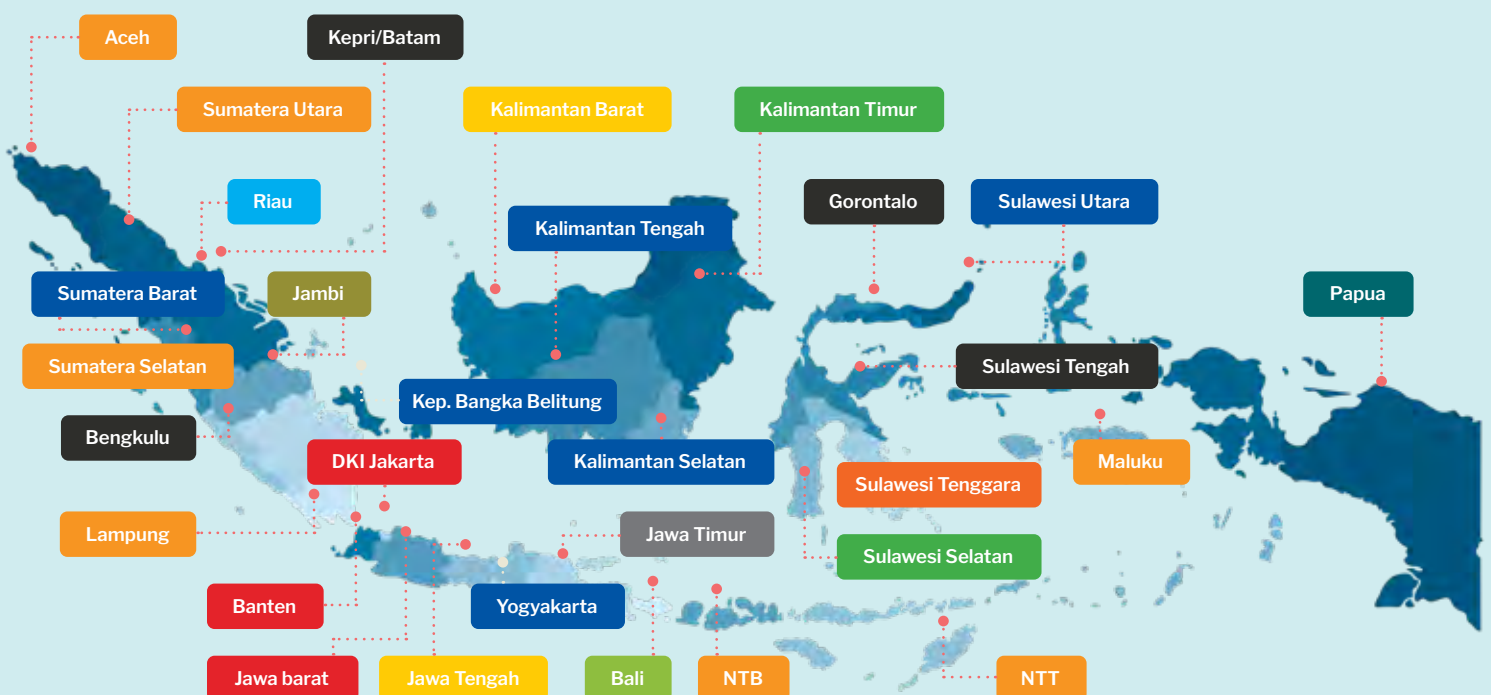 Aceh
Kepri/Batam
Sumatera Utara
Kalimantan Barat
Kalimantan Timur
Riau
Gorontalo
Sulawesi Utara
Kalimantan Tengah
Sumatera Barat
Jambi
Papua
Sumatera Selatan
Sulawesi Tengah
Kep. Bangka Belitung
Bengkulu
DKI Jakarta
Kalimantan Selatan
Maluku
Sulawesi Tenggara
Lampung
Jawa Timur
Sulawesi Selatan
Banten
Yogyakarta
Jawa barat
Jawa Tengah
Bali
NTB
NTT